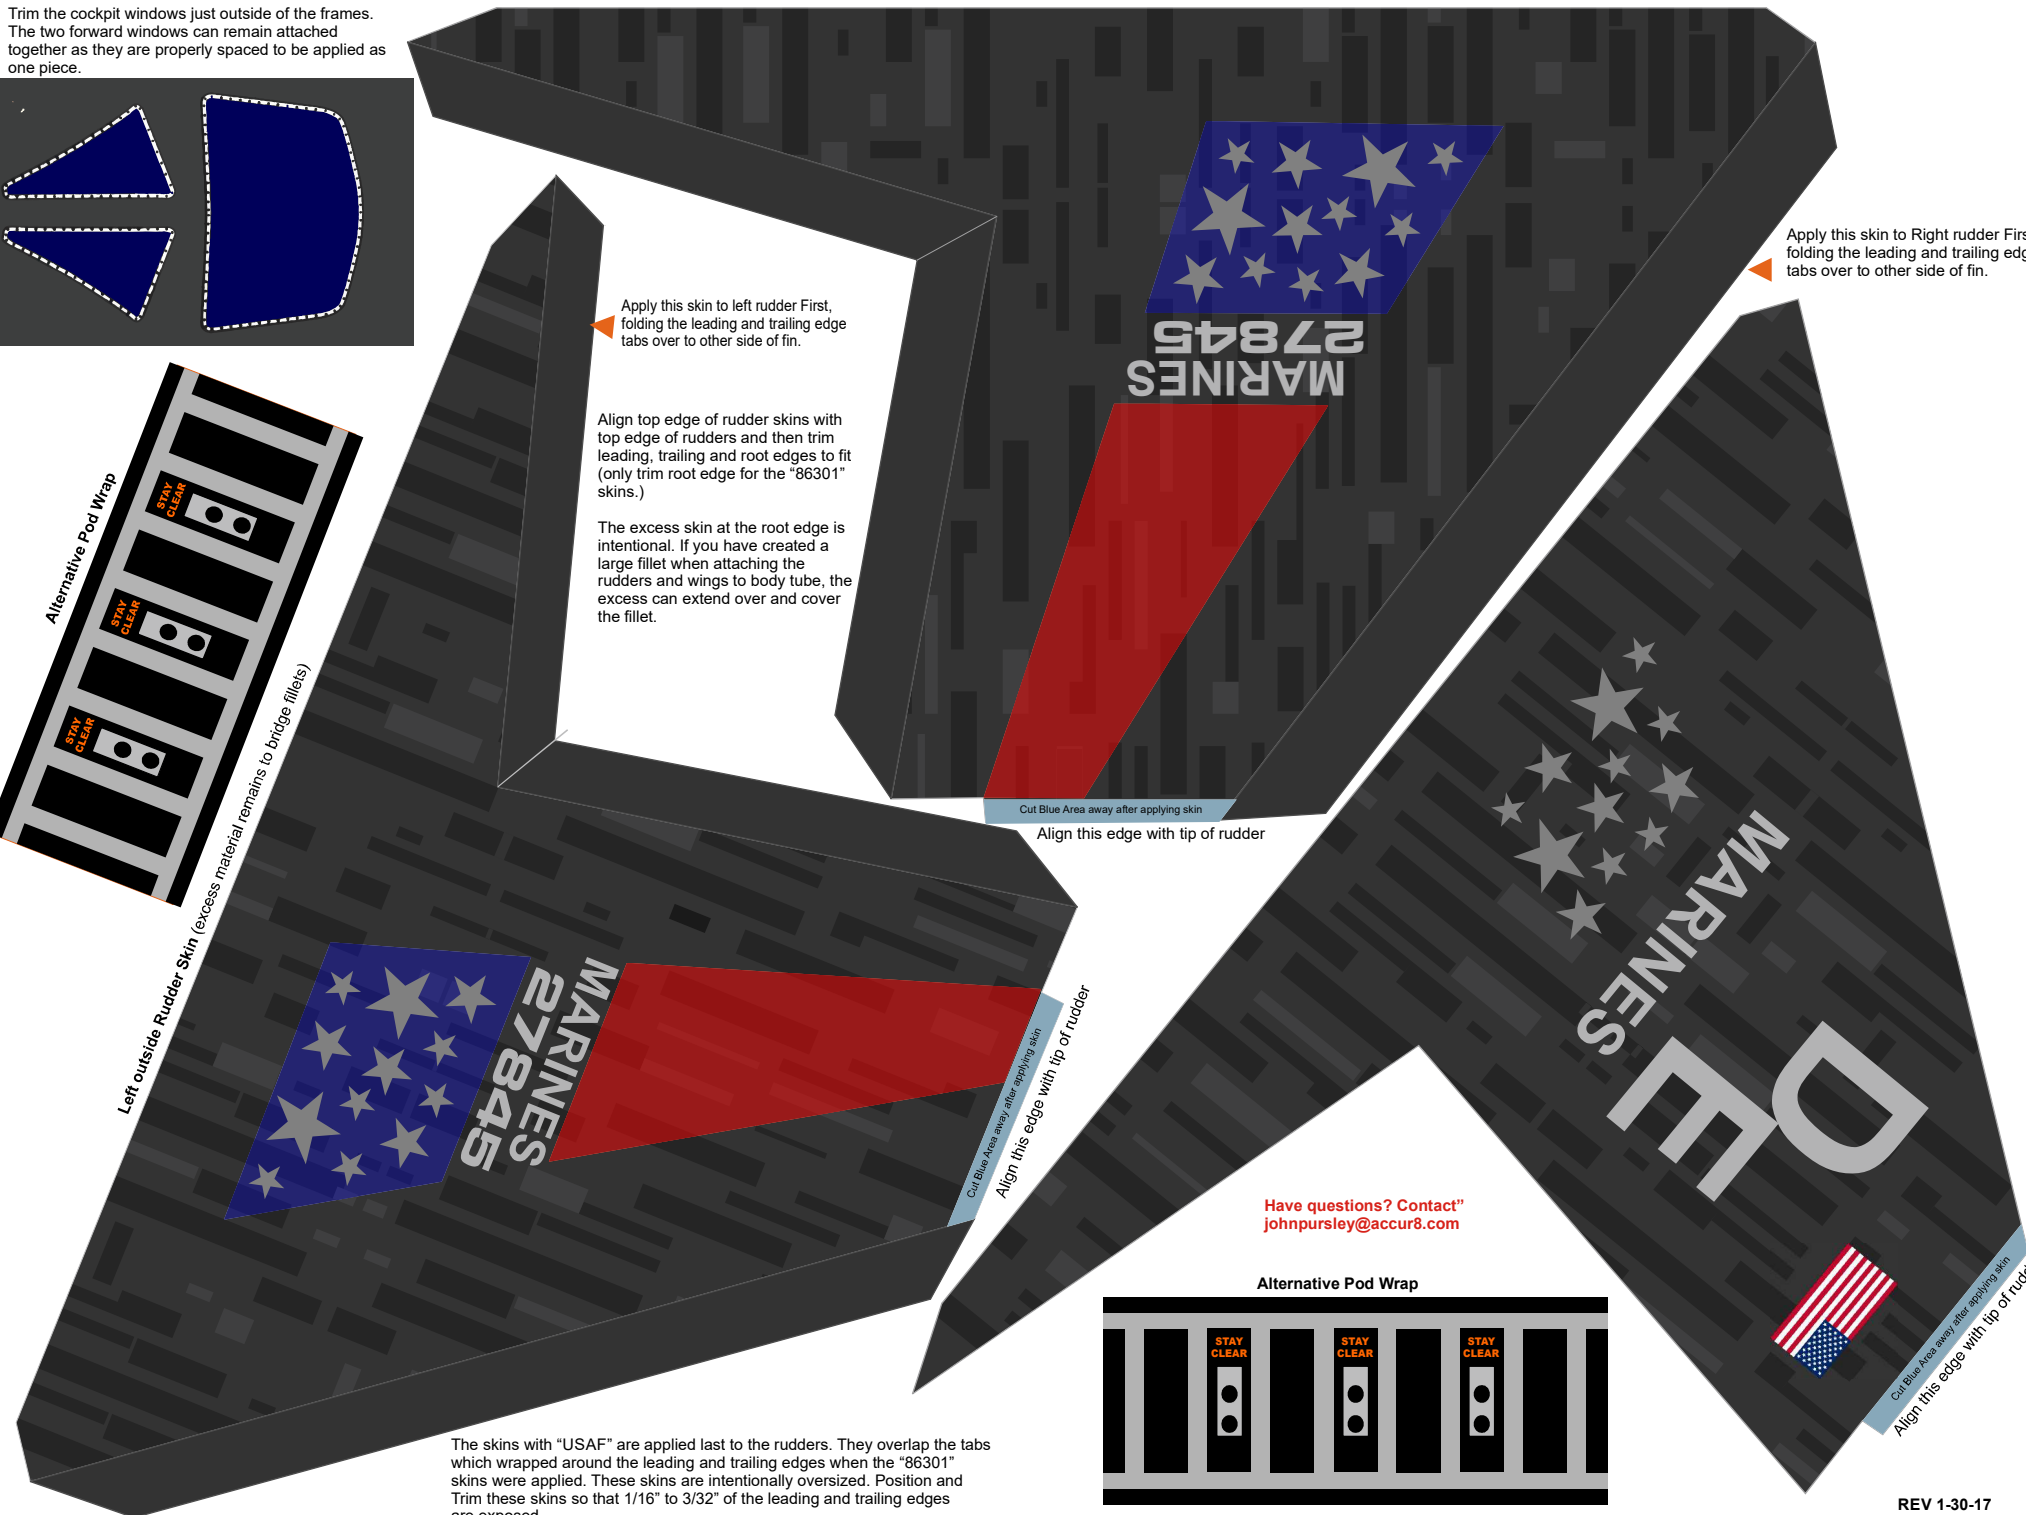 Trim the cockpit windows just outside of the frames.
The two forward windows can remain attached
together as they are properly spaced to be applied as
one piece.
Apply this skin to Right rudder Firs
folding the leading and trailing edg
tabs over to other side of fin.
Apply this skin to left rudder First,
folding the leading and trailing edge
tabs over to other side of fin.
27845
MARINES
Align top edge of rudder skins with
top edge of rudders and then trim
leading, trailing and root edges to fit
(only trim root edge for the “86301”
skins.)
The excess skin at the root edge is
intentional. If you have created a
large fillet when attaching the
rudders and wings to body tube, the
excess can extend over and cover
the fillet.
Alternative Pod Wrap
STAY
CLEAR
STAY
CLEAR
STAY
CLEAR
Left outside Rudder Skin (excess material remains to bridge fillets)
Cut Blue Area away after applying skin
Align this edge with tip of rudder
MARINES
27845
Cut Blue Area away after applying skin
Align this edge with tip of rudder
MARINES
DE
Cut Blue Area away after applying skin
Align this edge with tip of rudd
Have questions? Contact”
johnpursley@accur8.com
Alternative Pod Wrap
STAY
CLEAR
STAY
CLEAR
STAY
CLEAR
The skins with “USAF” are applied last to the rudders. They overlap the tabs
which wrapped around the leading and trailing edges when the “86301”
skins were applied. These skins are intentionally oversized. Position and
Trim these skins so that 1/16” to 3/32” of the leading and trailing edges
are exposed
REV 1-30-17